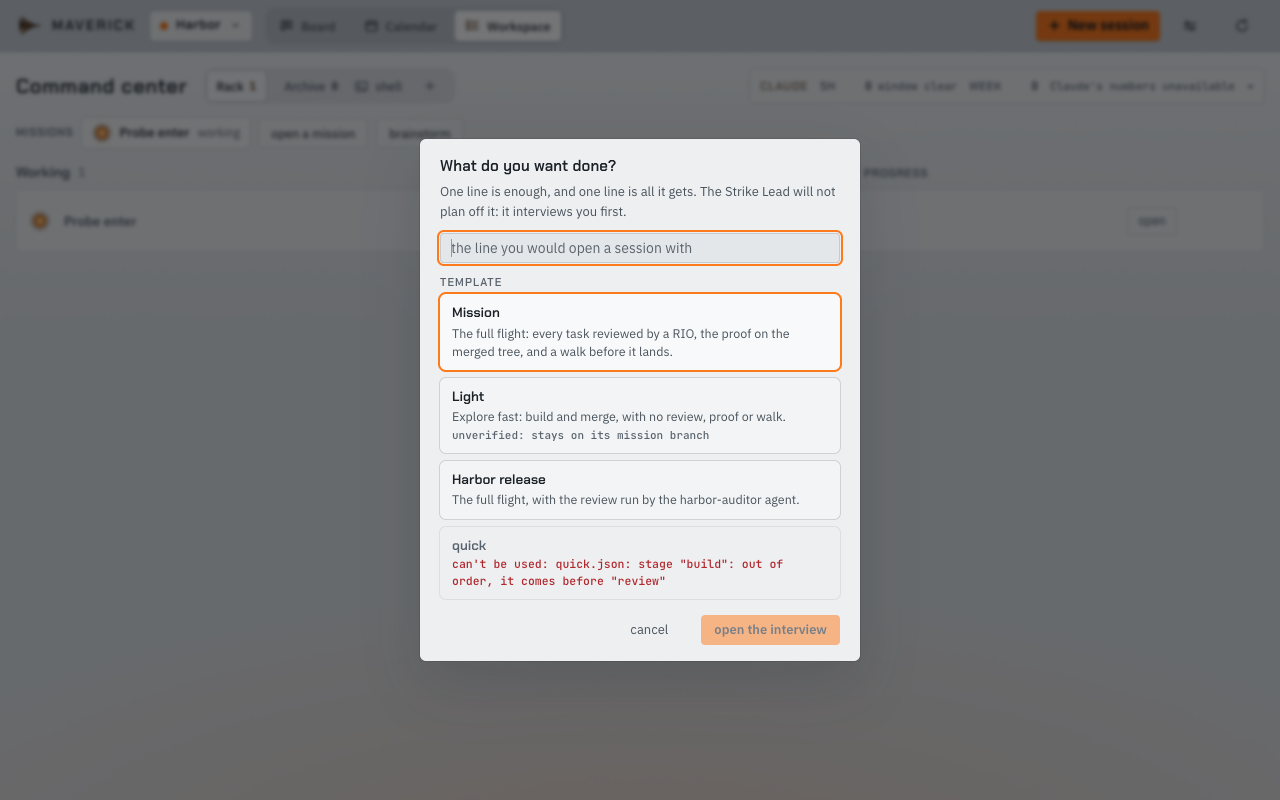 MAVERICK
Harbor
Board
Calendar
Workspace
+ New session
Command center
Rack 1
Archive
shell
+
CLAUDE 5H
window clear WEEK
Claude's numbers unavailable
MISSIONS
Probe enter working
open a mission
brainstorm
Working 1
PROGRESS
Probe enter
open
What do you want done?
One line is enough, and one line is all it gets. The Strike Lead will not
plan off it: it interviews you first.
the line you would open a session with
TEMPLATE
Mission
The full flight: every task reviewed by a RIO, the proof on the
merged tree, and a walk before it lands.
Light
Explore fast: build and merge, with no review, proof or walk.
unverified: stays on its mission branch
Harbor release
The full flight, with the review run by the harbor-auditor agent.
quick
can't be used: quick.json: stage "build": out of
order, it comes before "review"
cancel
open the interview